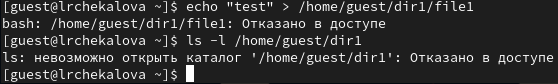 [guest@lrchekalova ~]$ echo "test" > /home/guest/dir1/file1
bash: /home/guest/dir1/file1: Отказано в доступе
[guest@lrchekalova ~]$ ls -l /home/guest/dir1
ls: невозможно открыть каталог '/home/guest/dir1': Отказано в доступе
[guest@lrchekalova ~]$